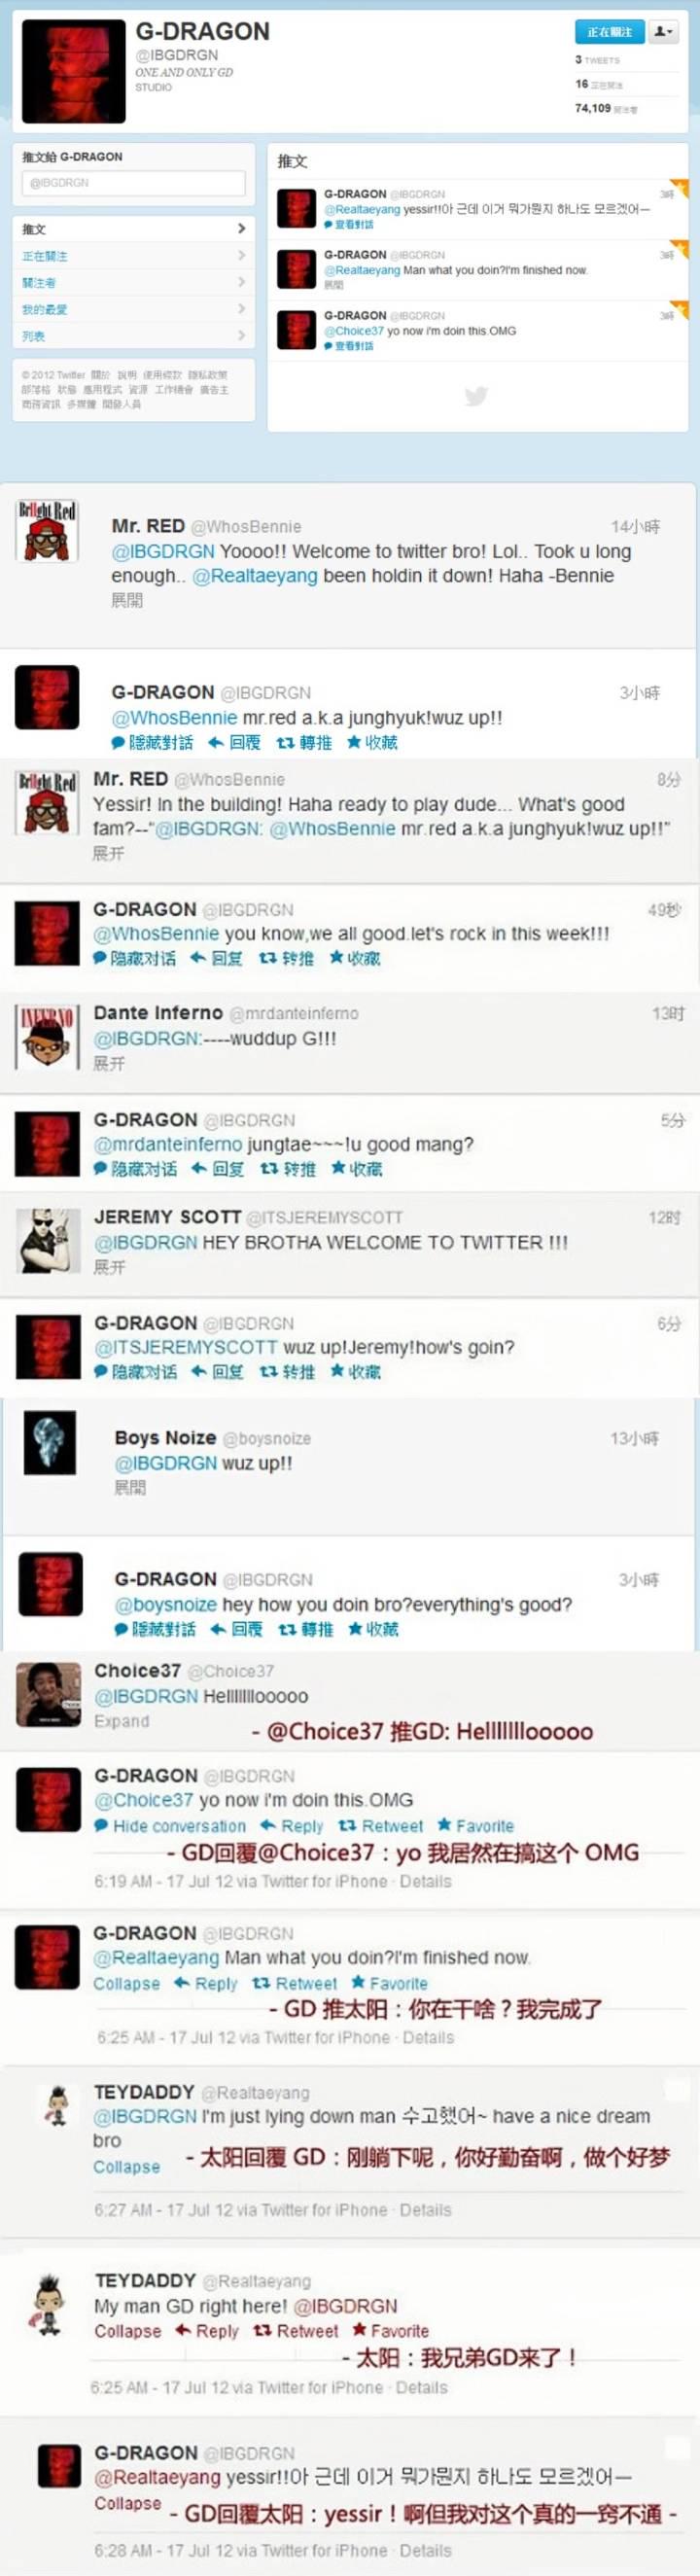 G-DRAGON
@IBGDRGN
ONE AND ONLY GD
STUDIO
正在關注
3 TWEETS
16 正在關注
74,109 關注者
推文給 G-DRAGON
@IBGDRGN
推文
正在關注
關注者
我的最愛
列表
© 2012 Twitter 關於 說明 使用條款 隱私政策
部落格 狀態 應用程式 資源 工作機會 廣告主
商務資訊 多媒體 開發人員
推文
G-DRAGON @IBGDRGN 3時
@Realtaeyang yessir!!아 근데 이거 뭐가뭔지 하나도 모르겠어—
查看對話
G-DRAGON @IBGDRGN 3時
@Realtaeyang Man what you doin?I'm finished now.
展開
G-DRAGON @IBGDRGN 3時
@Choice37 yo now i'm doin this.OMG
查看對話
Brllght Red
Mr. RED @WhosBennie 14小時
@IBGDRGN Yoooo!! Welcome to twitter bro! Lol.. Took u long
enough.. @Realtaeyang been holdin it down! Haha -Bennie
展開
G-DRAGON @IBGDRGN 3小時
@WhosBennie mr.red a.k.a junghyuk!wuz up!!
隱藏對話 回覆 轉推 收藏
Brllght Red
Mr. RED @WhosBennie 8分
Yessir! In the building! Haha ready to play dude... What's good
fam?--"@IBGDRGN: @WhosBennie mr.red a.k.a junghyuk!wuz up!!"
展开
G-DRAGON @IBGDRGN 49秒
@WhosBennie you know,we all good.let's rock in this week!!!
隐藏对话 回复 转推 收藏
INFERNO
Dante Inferno @mrdanteinferno 13时
@IBGDRGN:----wuddup G!!!
展开
G-DRAGON @IBGDRGN 5分
@mrdanteinferno jungtae~~~!u good mang?
隐藏对话 回复 转推 收藏
JEREMY SCOTT @ITSJEREMYSCOTT 12时
@IBGDRGN HEY BROTHA WELCOME TO TWITTER !!!
展开
G-DRAGON @IBGDRGN 6分
@ITSJEREMYSCOTT wuz up!Jeremy!how's goin?
隐藏对话 回复 转推 收藏
Boys Noize @boysnoize 13小時
@IBGDRGN wuz up!!
展開
G-DRAGON @IBGDRGN 3小時
@boysnoize hey how you doin bro?everything's good?
隱藏對話 回覆 轉推 收藏
Choice37 @Choice37
@IBGDRGN Helllllllooooo
Expand
- @Choice37 推GD: Helllllllooooo
G-DRAGON @IBGDRGN
@Choice37 yo now i'm doin this.OMG
Hide conversation Reply Retweet Favorite
- GD回覆@Choice37：yo 我居然在搞这个 OMG
6:19 AM - 17 Jul 12 via Twitter for iPhone · Details
G-DRAGON @IBGDRGN
@Realtaeyang Man what you doin?I'm finished now.
Collapse Reply Retweet Favorite
- GD 推太阳：你在干啥？我完成了
6:25 AM - 17 Jul 12 via Twitter for iPhone · Details
TEYDADDY @Realtaeyang
@IBGDRGN I'm just lying down man 수고했어~ have a nice dream
bro
Collapse
- 太阳回覆 GD：刚躺下呢，你好勤奋啊，做个好梦
6:27 AM - 17 Jul 12 via Twitter for iPhone · Details
TEYDADDY @Realtaeyang
My man GD right here! @IBGDRGN
Collapse Reply Retweet Favorite
- 太阳：我兄弟GD来了！
6:25 AM - 17 Jul 12 via Twitter for iPhone · Details
G-DRAGON @IBGDRGN
@Realtaeyang yessir!!아 근데 이거 뭐가뭔지 하나도 모르겠어—
Collapse
- GD回覆太阳：yessir！啊但我对这个真的一窍不通 -
6:28 AM - 17 Jul 12 via Twitter for iPhone · Details